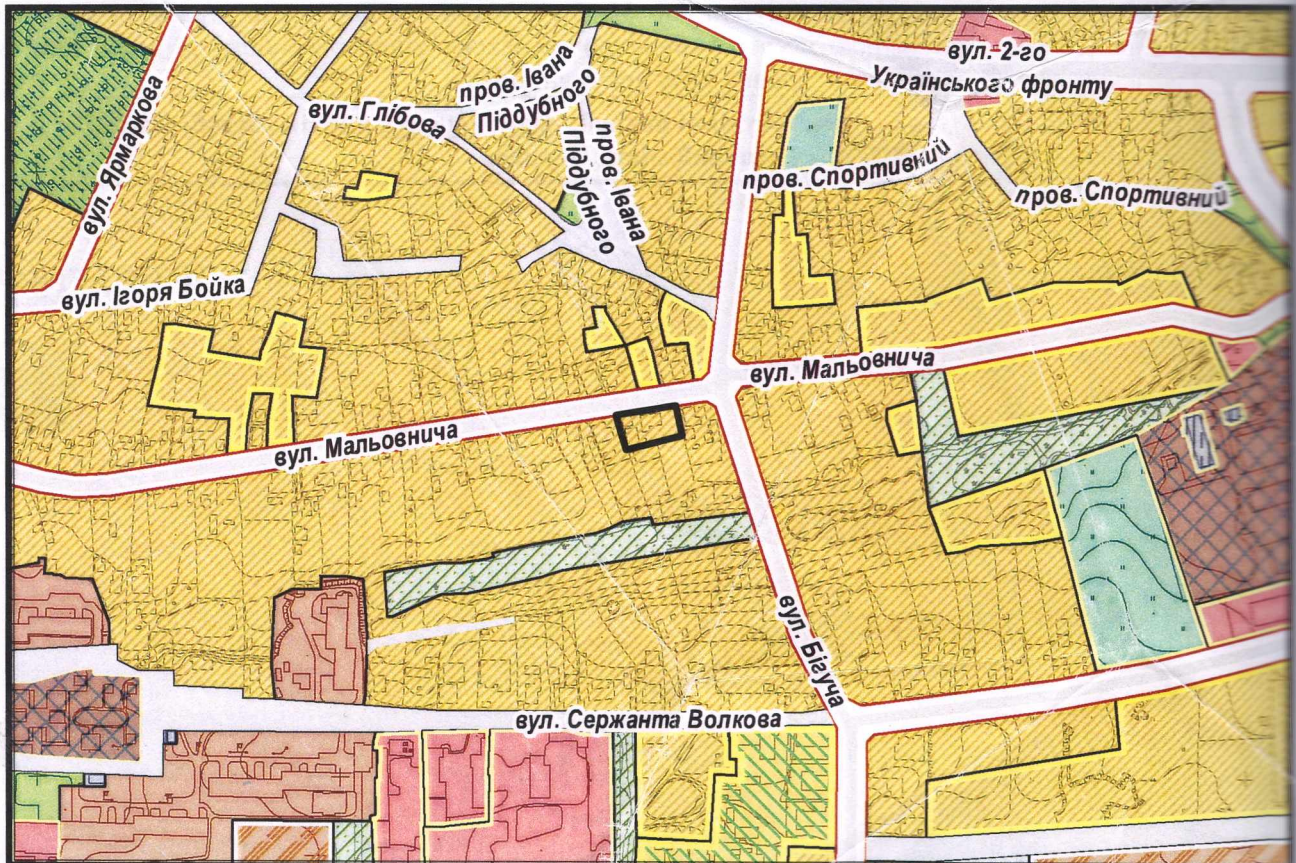 вул. 2-го
Українського фронту
вул. Ярмаркова
вул. Глібова
пров. Івана
Піддубного
пров. Івана
Піддубного
пров. Спортивний
пров. Спортивний
вул. Ігоря Бойка
вул. Мальовнича
вул. Мальовнича
вул. Бігуча
вул. Сержанта Волкова